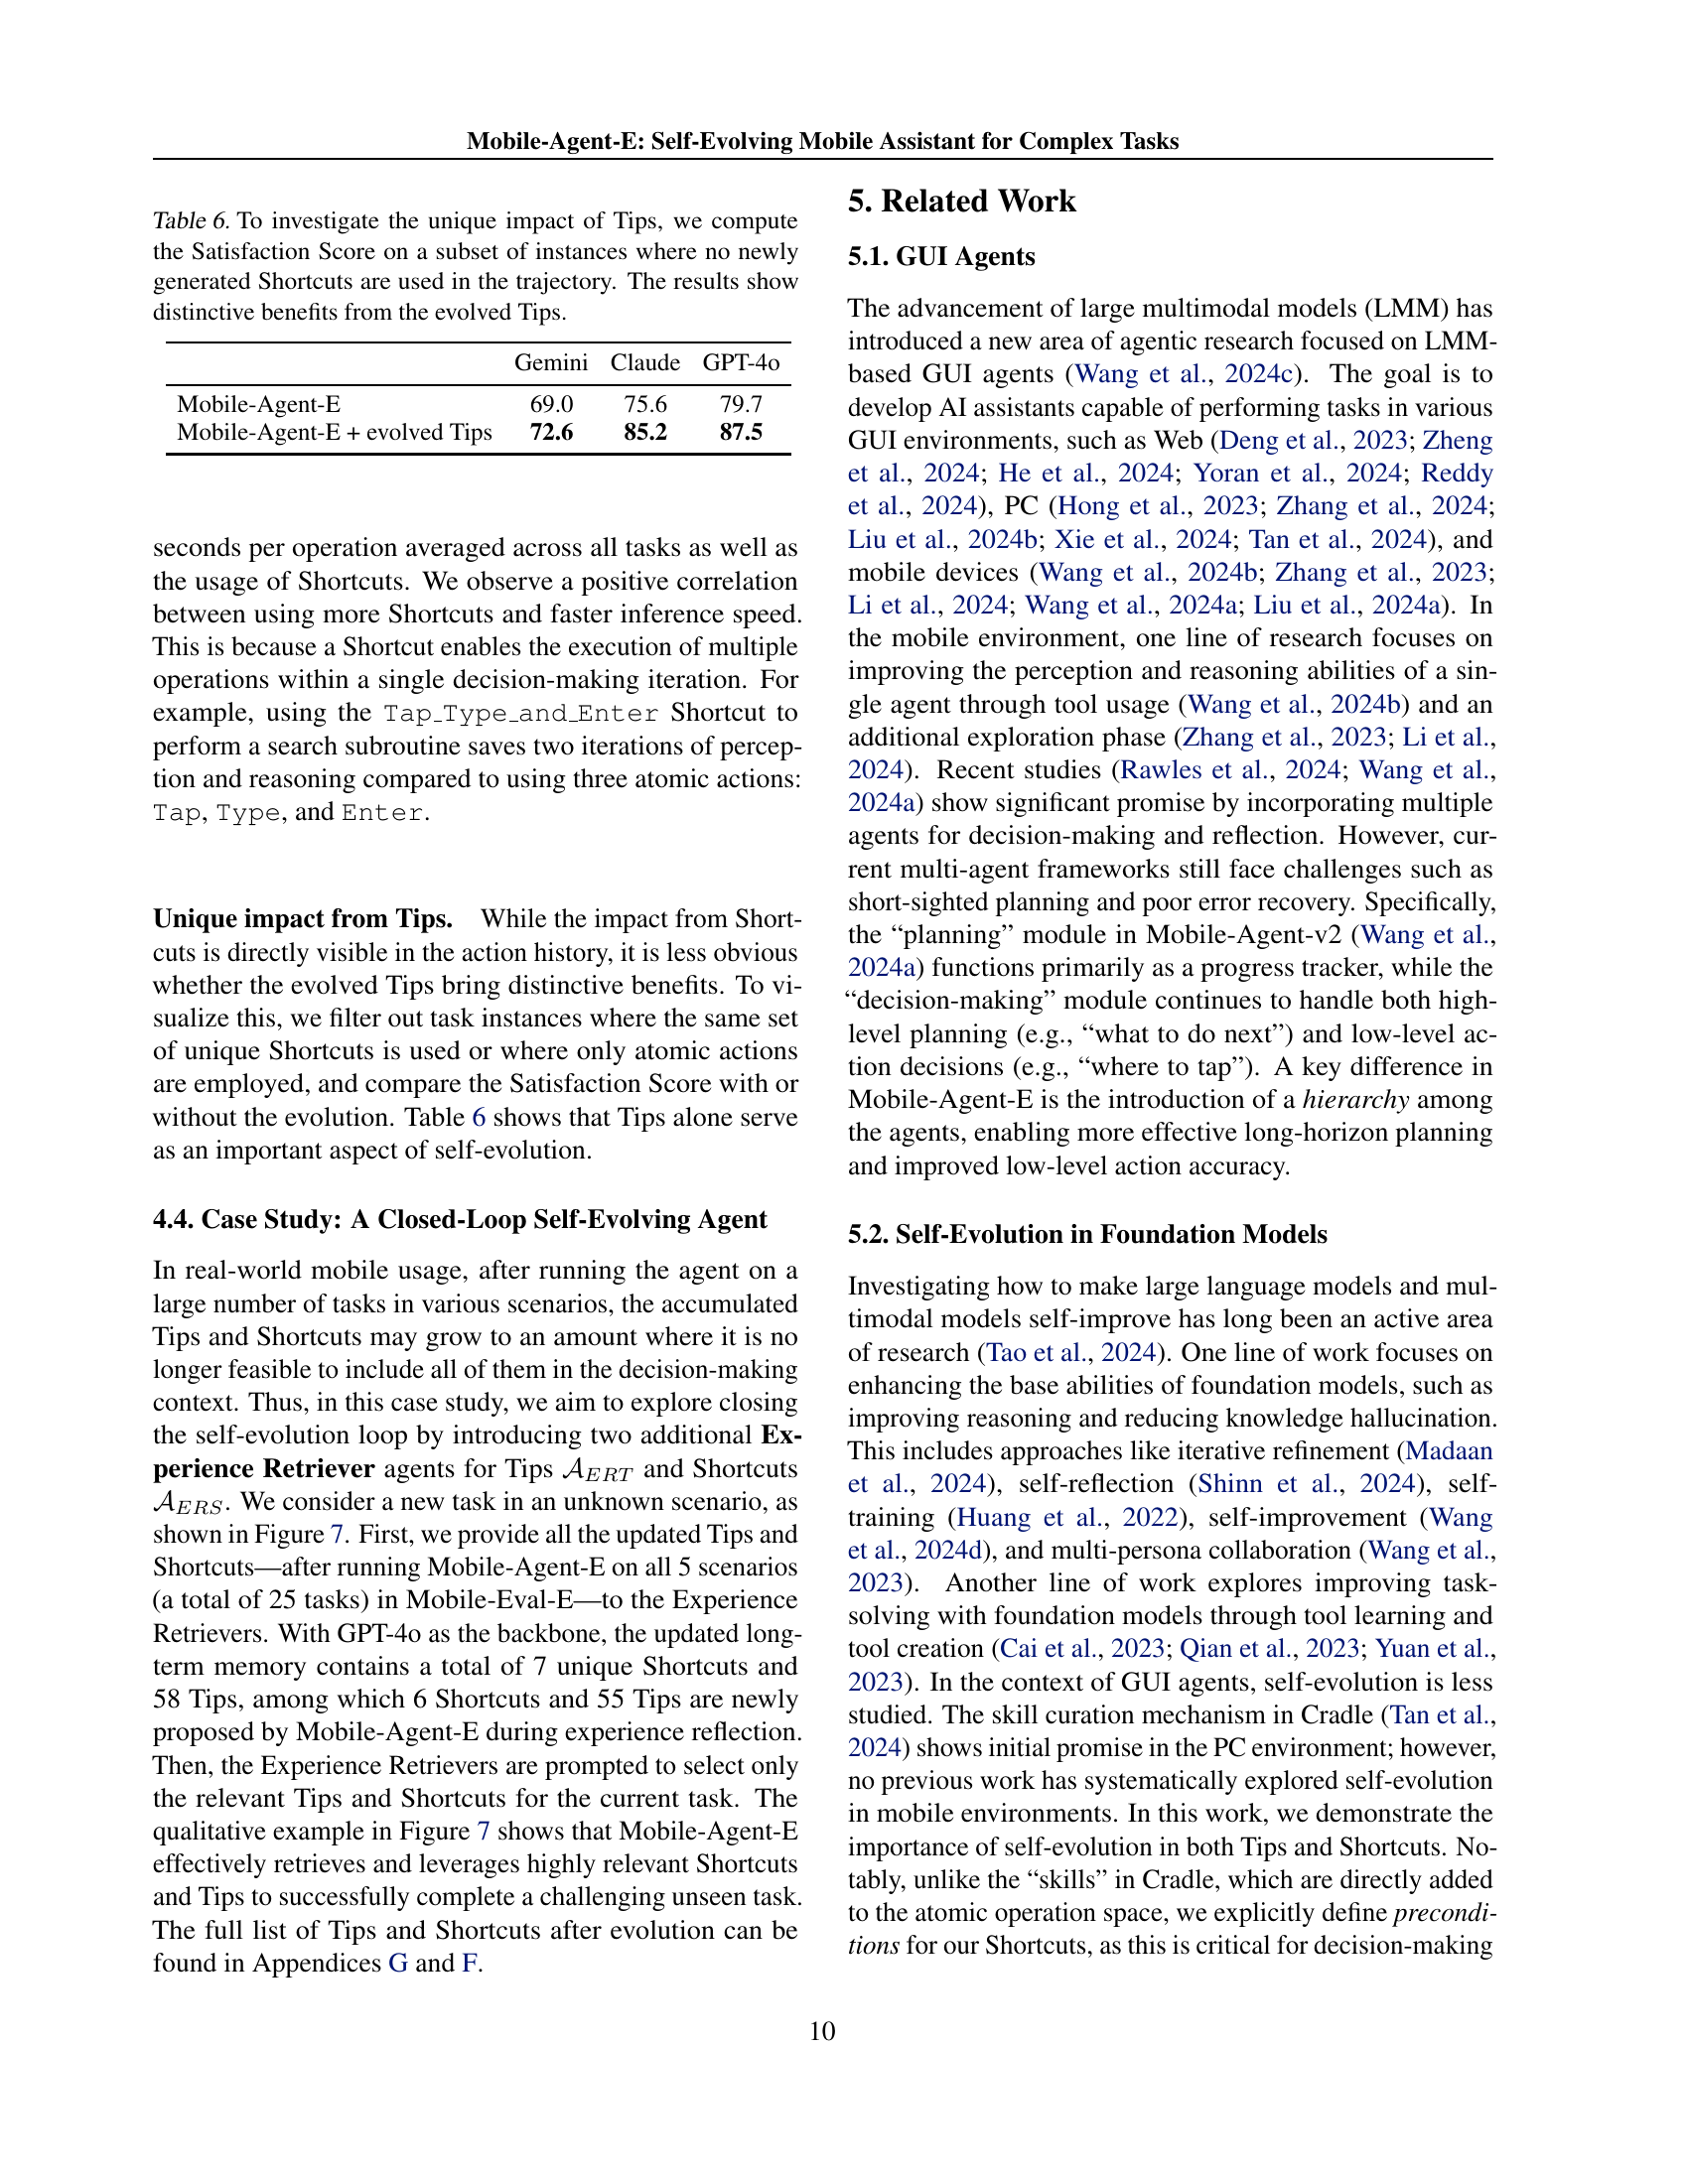 Mobile-Agent-E: Self-Evolving Mobile Assistant for Complex Tasks
Table 6. To investigate the unique impact of Tips, we compute
the Satisfaction Score on a subset of instances where no newly
generated Shortcuts are used in the trajectory. The results show
distinctive benefits from the evolved Tips.
Gemini Claude GPT-4o
Mobile-Agent-E 69.0 75.6 79.7
Mobile-Agent-E + evolved Tips 72.6 85.2 87.5
seconds per operation averaged across all tasks as well as
the usage of Shortcuts. We observe a positive correlation
between using more Shortcuts and faster inference speed.
This is because a Shortcut enables the execution of multiple
operations within a single decision-making iteration. For
example, using the Tap_Type_and_Enter Shortcut to
perform a search subroutine saves two iterations of percep-
tion and reasoning compared to using three atomic actions:
Tap, Type, and Enter.
Unique impact from Tips. While the impact from Short-
cuts is directly visible in the action history, it is less obvious
whether the evolved Tips bring distinctive benefits. To vi-
sualize this, we filter out task instances where the same set
of unique Shortcuts is used or where only atomic actions
are employed, and compare the Satisfaction Score with or
without the evolution. Table 6 shows that Tips alone serve
as an important aspect of self-evolution.
4.4. Case Study: A Closed-Loop Self-Evolving Agent
In real-world mobile usage, after running the agent on a
large number of tasks in various scenarios, the accumulated
Tips and Shortcuts may grow to an amount where it is no
longer feasible to include all of them in the decision-making
context. Thus, in this case study, we aim to explore closing
the self-evolution loop by introducing two additional Ex-
perience Retriever agents for Tips A_ERT and Shortcuts
A_ERS. We consider a new task in an unknown scenario, as
shown in Figure 7. First, we provide all the updated Tips and
Shortcuts—after running Mobile-Agent-E on all 5 scenarios
(a total of 25 tasks) in Mobile-Eval-E—to the Experience
Retrievers. With GPT-4o as the backbone, the updated long-
term memory contains a total of 7 unique Shortcuts and
58 Tips, among which 6 Shortcuts and 55 Tips are newly
proposed by Mobile-Agent-E during experience reflection.
Then, the Experience Retrievers are prompted to select only
the relevant Tips and Shortcuts for the current task. The
qualitative example in Figure 7 shows that Mobile-Agent-E
effectively retrieves and leverages highly relevant Shortcuts
and Tips to successfully complete a challenging unseen task.
The full list of Tips and Shortcuts after evolution can be
found in Appendices G and F.
5. Related Work
5.1. GUI Agents
The advancement of large multimodal models (LMM) has
introduced a new area of agentic research focused on LMM-
based GUI agents (Wang et al., 2024c). The goal is to
develop AI assistants capable of performing tasks in various
GUI environments, such as Web (Deng et al., 2023; Zheng
et al., 2024; He et al., 2024; Yoran et al., 2024; Reddy
et al., 2024), PC (Hong et al., 2023; Zhang et al., 2024;
Liu et al., 2024b; Xie et al., 2024; Tan et al., 2024), and
mobile devices (Wang et al., 2024b; Zhang et al., 2023;
Li et al., 2024; Wang et al., 2024a; Liu et al., 2024a). In
the mobile environment, one line of research focuses on
improving the perception and reasoning abilities of a sin-
gle agent through tool usage (Wang et al., 2024b) and an
additional exploration phase (Zhang et al., 2023; Li et al.,
2024). Recent studies (Rawles et al., 2024; Wang et al.,
2024a) show significant promise by incorporating multiple
agents for decision-making and reflection. However, cur-
rent multi-agent frameworks still face challenges such as
short-sighted planning and poor error recovery. Specifically,
the “planning” module in Mobile-Agent-v2 (Wang et al.,
2024a) functions primarily as a progress tracker, while the
“decision-making” module continues to handle both high-
level planning (e.g., “what to do next”) and low-level ac-
tion decisions (e.g., “where to tap”). A key difference in
Mobile-Agent-E is the introduction of a hierarchy among
the agents, enabling more effective long-horizon planning
and improved low-level action accuracy.
5.2. Self-Evolution in Foundation Models
Investigating how to make large language models and mul-
timodal models self-improve has long been an active area
of research (Tao et al., 2024). One line of work focuses on
enhancing the base abilities of foundation models, such as
improving reasoning and reducing knowledge hallucination.
This includes approaches like iterative refinement (Madaan
et al., 2024), self-reflection (Shinn et al., 2024), self-
training (Huang et al., 2022), self-improvement (Wang
et al., 2024d), and multi-persona collaboration (Wang et al.,
2023). Another line of work explores improving task-
solving with foundation models through tool learning and
tool creation (Cai et al., 2023; Qian et al., 2023; Yuan et al.,
2023). In the context of GUI agents, self-evolution is less
studied. The skill curation mechanism in Cradle (Tan et al.,
2024) shows initial promise in the PC environment; however,
no previous work has systematically explored self-evolution
in mobile environments. In this work, we demonstrate the
importance of self-evolution in both Tips and Shortcuts. No-
tably, unlike the “skills” in Cradle, which are directly added
to the atomic operation space, we explicitly define precondi-
tions for our Shortcuts, as this is critical for decision-making
10